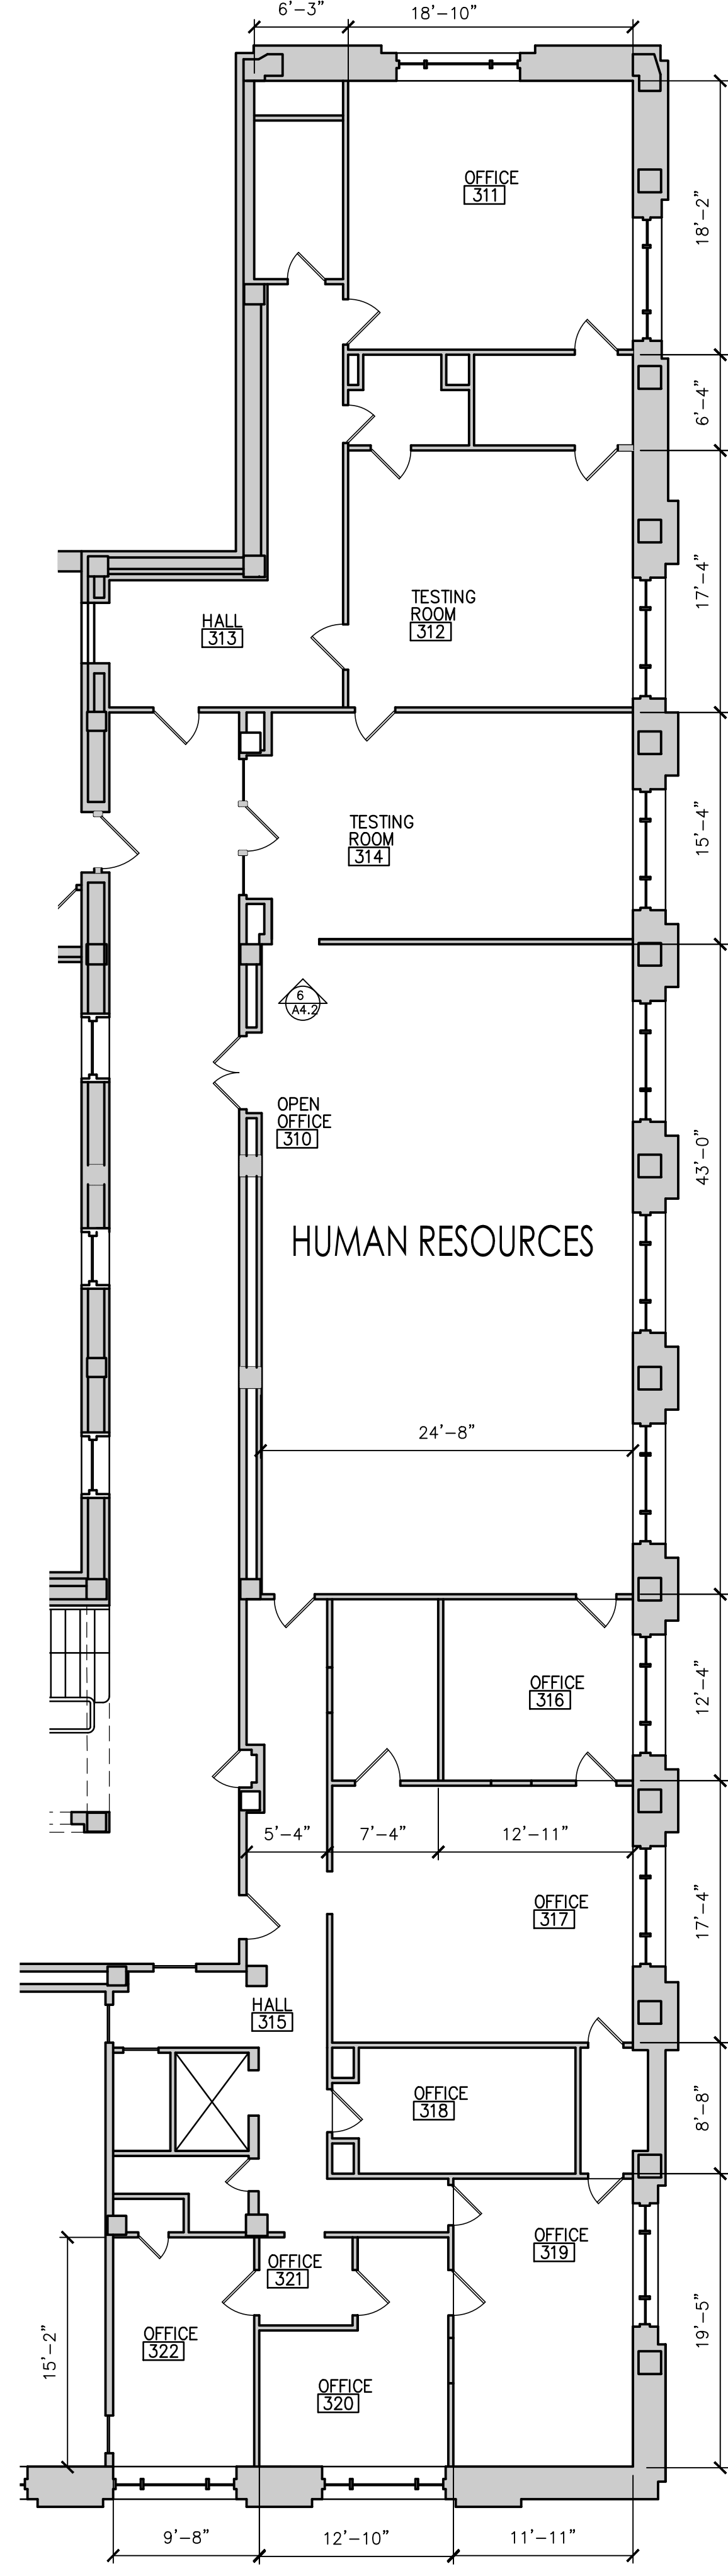 6'-3"
18'-10"
OFFICE
311
18'-2"
6'-4"
TESTING
ROOM
312
17'-4"
HALL
313
TESTING
ROOM
314
15'-4"
6
A4.2
OPEN
OFFICE
310
43'-0"
HUMAN RESOURCES
24'-8"
OFFICE
316
12'-4"
5'-4"
7'-4"
12'-11"
OFFICE
317
17'-4"
HALL
315
OFFICE
318
8'-8"
OFFICE
319
OFFICE
321
OFFICE
322
15'-2"
OFFICE
320
19'-5"
9'-8"
12'-10"
11'-11"